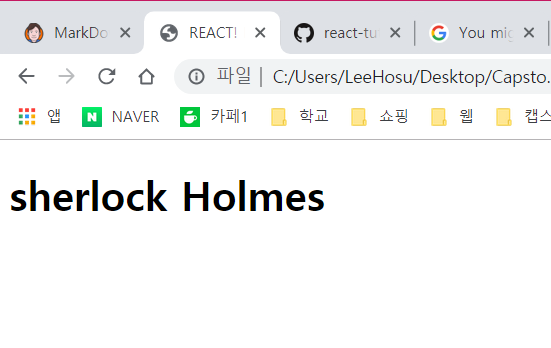 MarkDo
REACT!
react-tu
You mig
파일 | C:/Users/LeeHosu/Desktop/Capsto.
앱
NAVER
카페1
학교
쇼핑
웹
캡스
sherlock Holmes